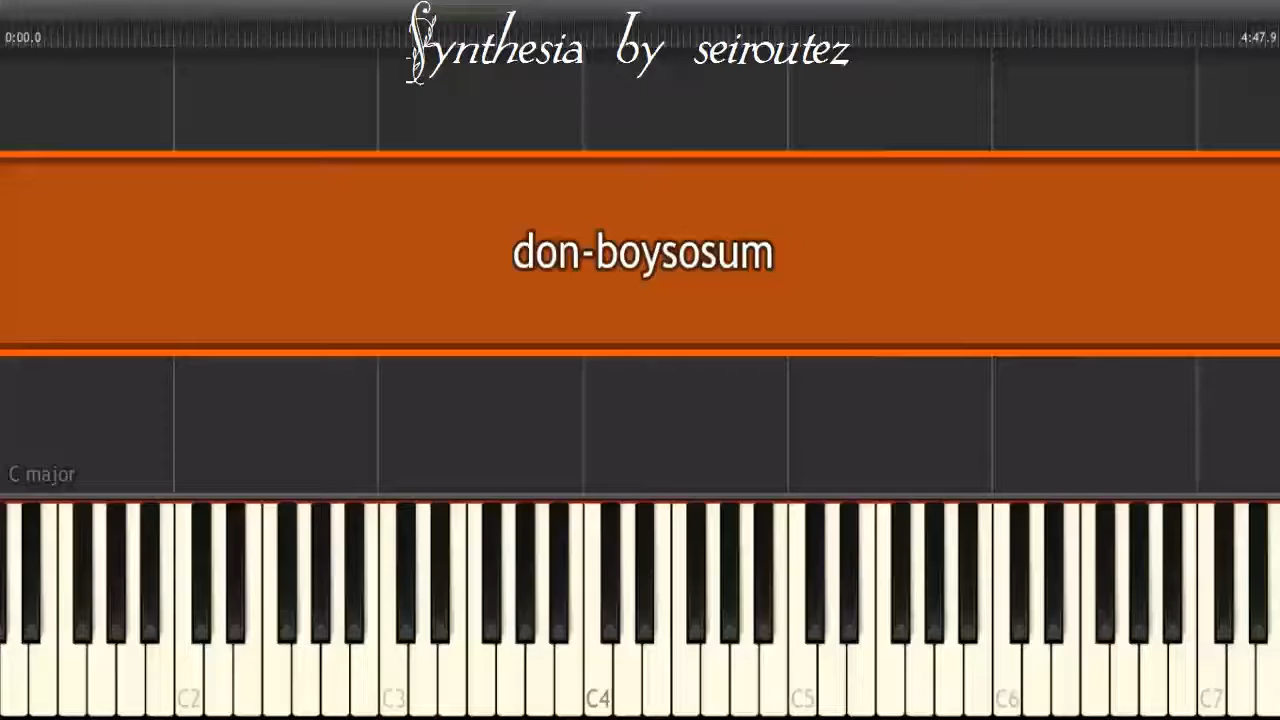 Synthesia by seiroutez
0:00.0
4:47.9
don-boysosum
C major
C2 C3 C4 C5 C6 C7